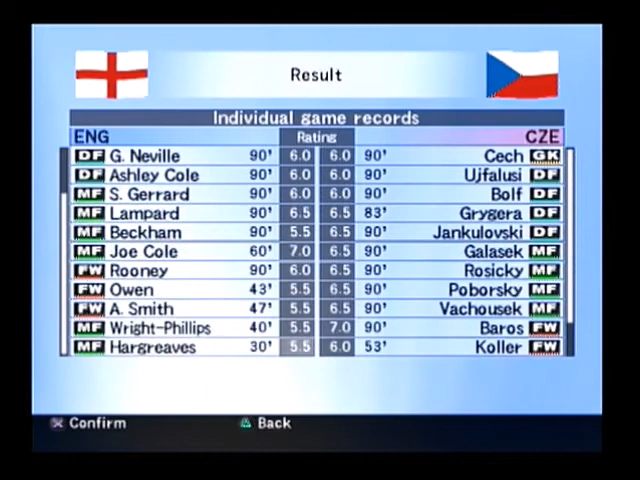 Result
Individual game records
ENG Rating CZE
DF G. Neville 90' 6.0 6.0 90' Cech GK
DF Ashley Cole 90' 6.0 6.0 90' Ujfalusi DF
MF S. Gerrard 90' 6.0 6.0 90' Bolf DF
MF Lampard 90' 6.5 6.5 83' Grygera DF
MF Beckham 90' 5.5 6.5 90' Jankulovski DF
MF Joe Cole 60' 7.0 6.5 90' Galasek MF
FW Rooney 90' 6.0 6.5 90' Rosicky MF
FW Owen 43' 5.5 6.5 90' Poborsky MF
FW A. Smith 47' 5.5 6.5 90' Vachousek MF
MF Wright-Phillips 40' 5.5 7.0 90' Baros FW
MF Hargreaves 30' 5.5 6.0 53' Koller FW
Confirm Back